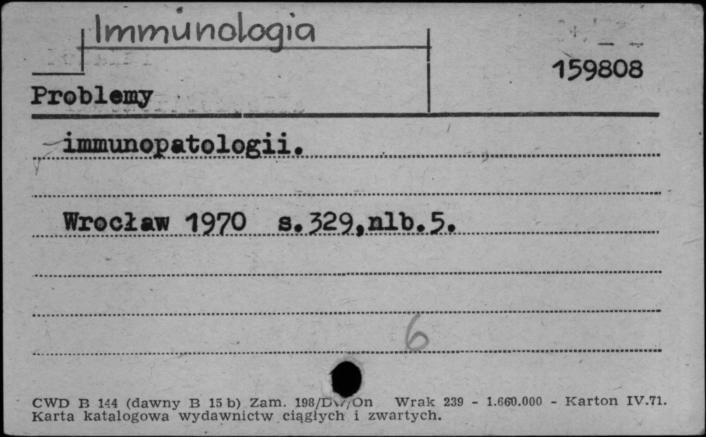 Immunologia
159808
Problemy
immunopatologii.
Wrocław 1970 s.329,nlb.5.
6
CWD B 144 (dawny B 15 b) Zam. 198/DW/On Wrak 239 - 1.660.000 - Karton IV.71.
Karta katalogowa wydawnictw ciągłych i zwartych.